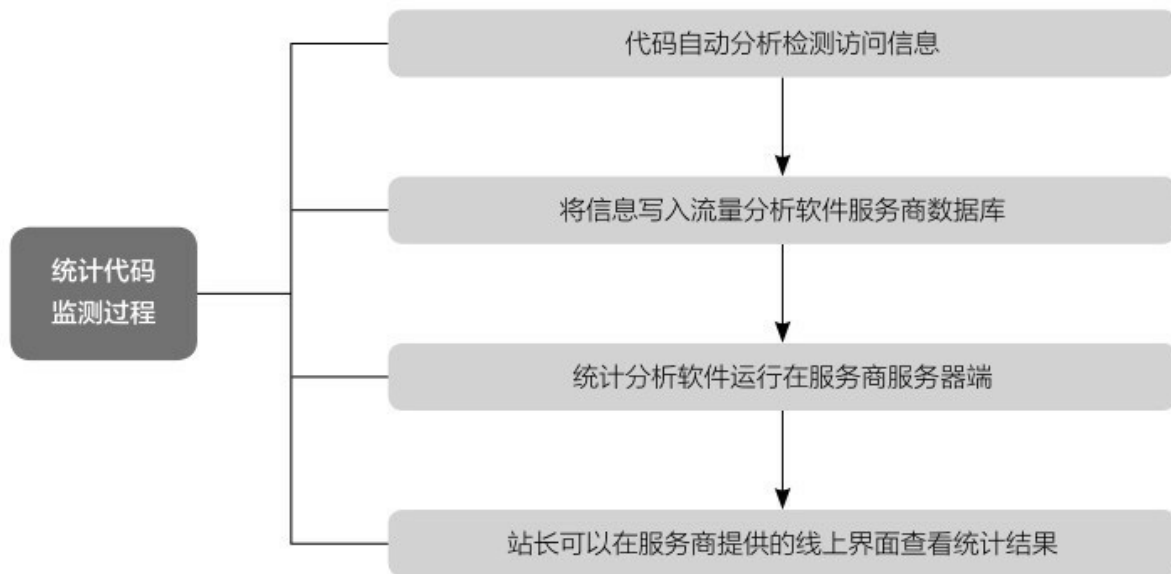 代码自动分析检测访问信息
将信息写入流量分析软件服务商数据库
统计代码
监测过程
统计分析软件运行在服务商服务器端
站长可以在服务商提供的线上界面查看统计结果